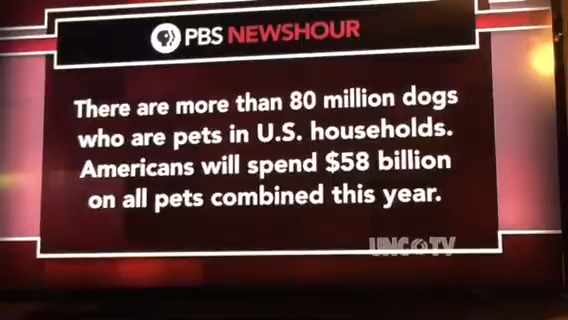 PBS NEWSHOUR
There are more than 80 million dogs
who are pets in U.S. households.
Americans will spend $58 billion
on all pets combined this year.
UNC TV